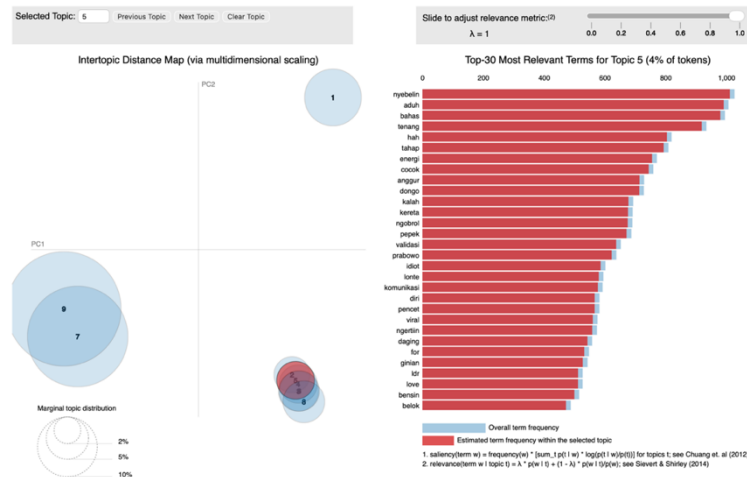 Selected Topic: 5 Previous Topic Next Topic Clear Topic
Slide to adjust relevance metric:(2)
λ = 1
0.0 0.2 0.4 0.6 0.8 1.0
Intertopic Distance Map (via multidimensional scaling)
PC2
PC1
1
9
7
8
Marginal topic distribution
2%
5%
10%
Top-30 Most Relevant Terms for Topic 5 (4% of tokens)
0 200 400 600 800 1,000
nyebelin
aduh
bahas
tenang
hah
tahap
energi
cocok
anggur
dongo
kalah
kereta
ngobrol
pepek
validasi
prabowo
idiot
lonte
komunikasi
diri
pencet
viral
ngertiin
daging
for
ginian
ldr
love
bensin
belok
Overall term frequency
Estimated term frequency within the selected topic
1. saliency(term w) = frequency(w) * [sum_t p(t | w) * log(p(t | w)/p(t))] for topics t; see Chuang et. al (2012
2. relevance(term w | topic t) = λ * p(w | t) + (1 - λ) * p(w | t)/p(w); see Sievert & Shirley (2014)